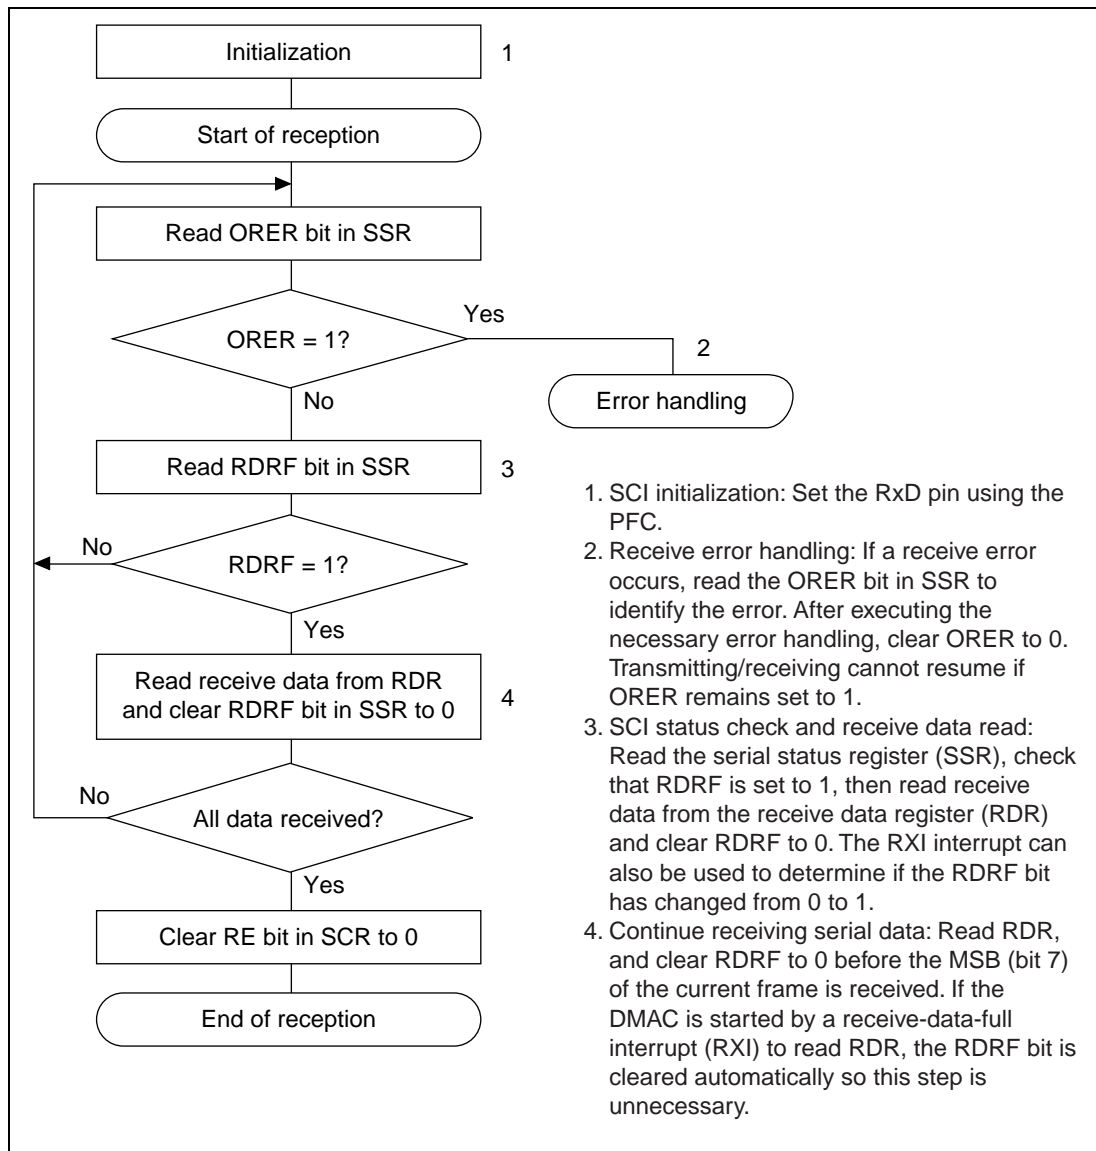 Initialization
1
Start of reception
Read ORER bit in SSR
ORER = 1?
Yes
2
Error handling
No
Read RDRF bit in SSR
3
No
RDRF = 1?
Yes
Read receive data from RDR
and clear RDRF bit in SSR to 0
4
No
All data received?
Yes
Clear RE bit in SCR to 0
End of reception
1. SCI initialization: Set the RxD pin using the
PFC.
2. Receive error handling: If a receive error
occurs, read the ORER bit in SSR to
identify the error. After executing the
necessary error handling, clear ORER to 0.
Transmitting/receiving cannot resume if
ORER remains set to 1.
3. SCI status check and receive data read:
Read the serial status register (SSR), check
that RDRF is set to 1, then read receive
data from the receive data register (RDR)
and clear RDRF to 0. The RXI interrupt can
also be used to determine if the RDRF bit
has changed from 0 to 1.
4. Continue receiving serial data: Read RDR,
and clear RDRF to 0 before the MSB (bit 7)
of the current frame is received. If the
DMAC is started by a receive-data-full
interrupt (RXI) to read RDR, the RDRF bit is
cleared automatically so this step is
unnecessary.